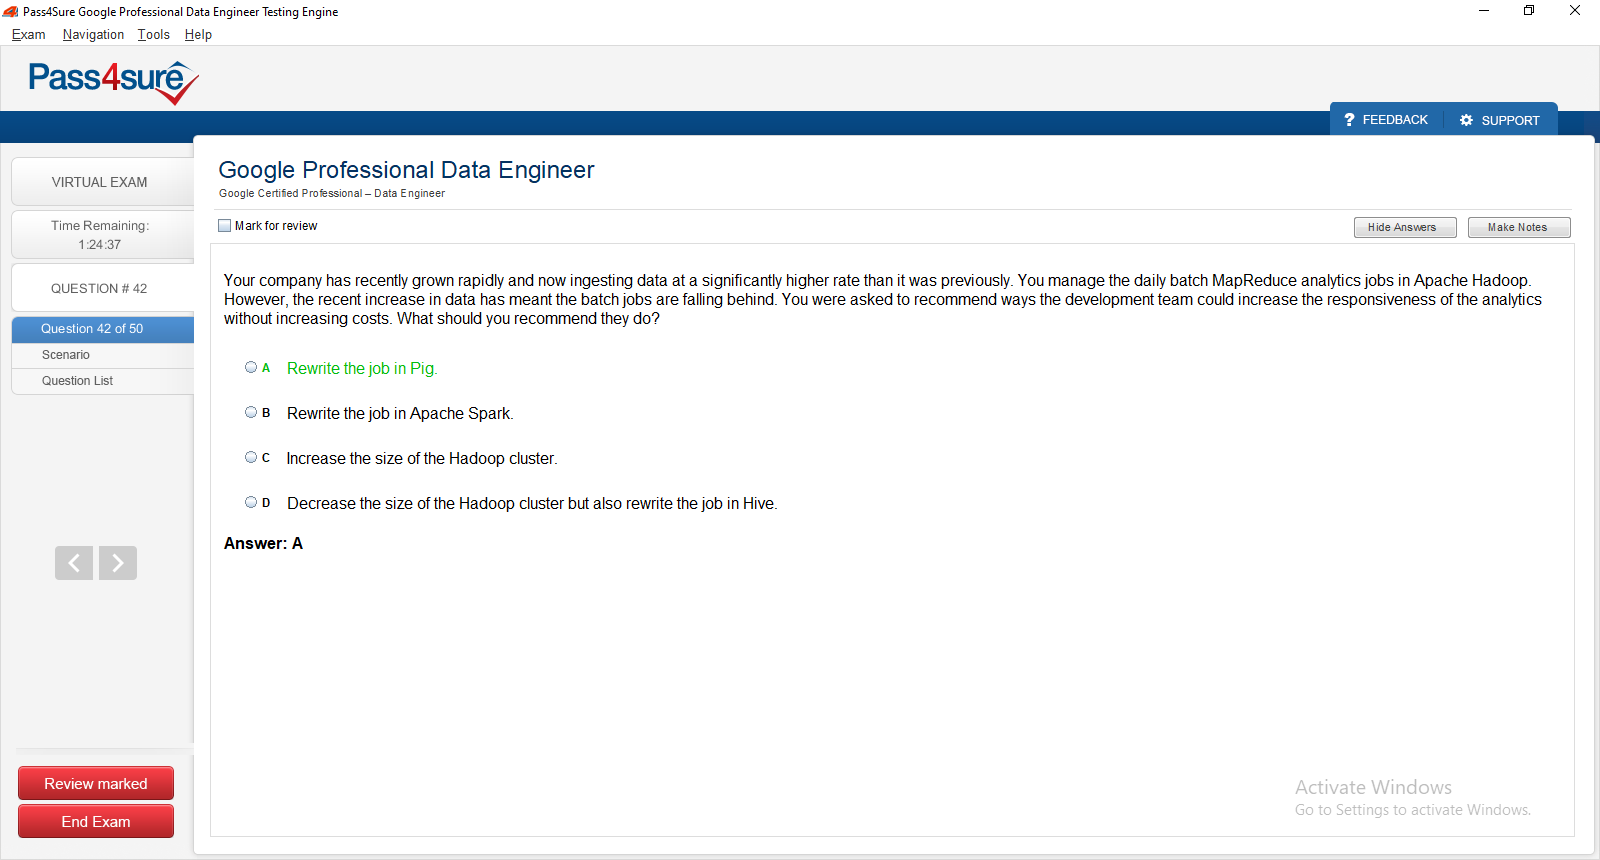 Pass4Sure Google Professional Data Engineer Testing Engine
Exam Navigation Tools Help
Pass4sure
? FEEDBACK SUPPORT
VIRTUAL EXAM
Time Remaining:
1:24:37
QUESTION # 42
Question 42 of 50
Scenario
Question List
Google Professional Data Engineer
Google Certified Professional – Data Engineer
Mark for review
Hide Answers Make Notes
Your company has recently grown rapidly and now ingesting data at a significantly higher rate than it was previously. You manage the daily batch MapReduce analytics jobs in Apache Hadoop.
However, the recent increase in data has meant the batch jobs are falling behind. You were asked to recommend ways the development team could increase the responsiveness of the analytics
without increasing costs. What should you recommend they do?
A Rewrite the job in Pig.
B Rewrite the job in Apache Spark.
C Increase the size of the Hadoop cluster.
D Decrease the size of the Hadoop cluster but also rewrite the job in Hive.
Answer: A
Review marked
End Exam
Activate Windows
Go to Settings to activate Windows.